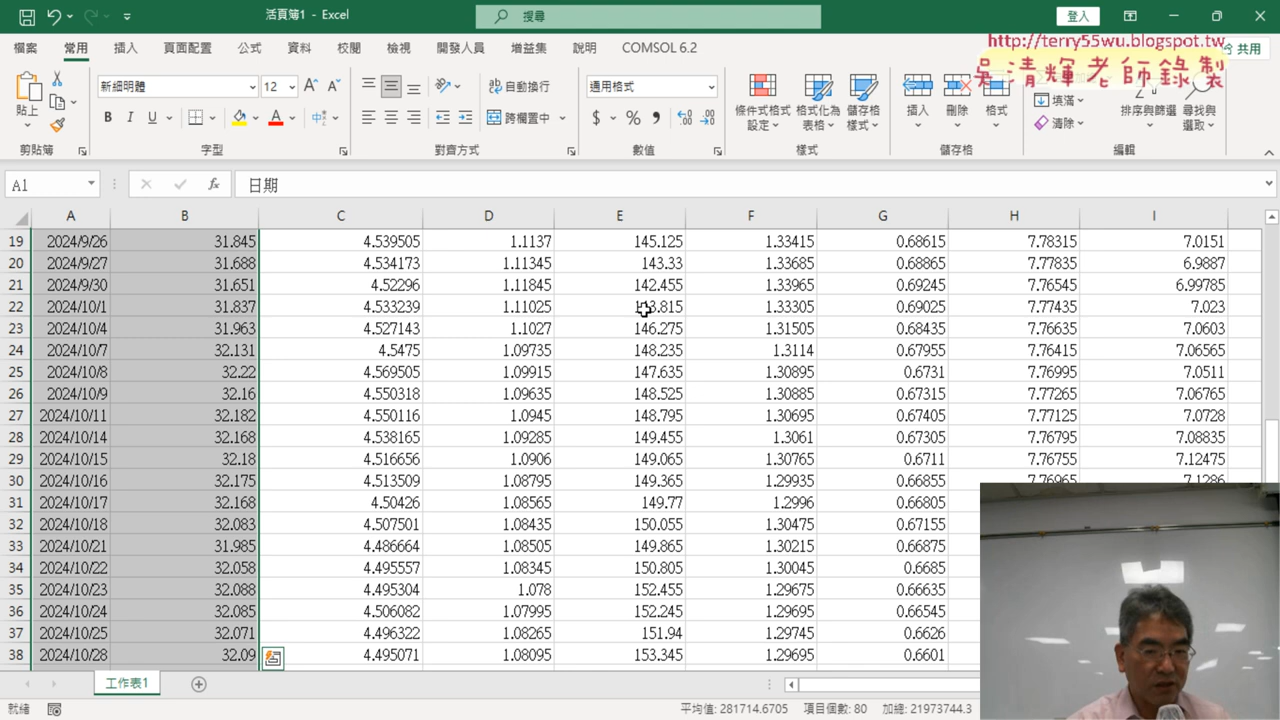 活頁簿1 - Excel
搜尋
登入
檔案 常用 插入 頁面配置 公式 資料 校閱 檢視 開發人員 增益集 說明 COMSOL 6.2
共用
http://terry55wu.blogspot.tw
吳清輝老師錄製
貼上
新細明體 12
B I U A
自動換行
跨欄置中
通用格式
$ % ,
條件式格式設定
格式化為表格
儲存格樣式
插入 刪除 格式
填滿
清除
排序與篩選
尋找與選取
剪貼簿 字型 對齊方式 數值 樣式 儲存格 編輯
A1 fx 日期
A B C D E F G H I
19 2024/9/26 31.845 4.539505 1.1137 145.125 1.33415 0.68615 7.78315 7.0151
20 2024/9/27 31.688 4.534173 1.11345 143.33 1.33685 0.68865 7.77835 6.9887
21 2024/9/30 31.651 4.52296 1.11845 142.455 1.33965 0.69245 7.76545 6.99785
22 2024/10/1 31.837 4.533239 1.11025 143.815 1.33305 0.69025 7.77435 7.023
23 2024/10/4 31.963 4.527143 1.1027 146.275 1.31505 0.68435 7.76635 7.0603
24 2024/10/7 32.131 4.5475 1.09735 148.235 1.3114 0.67955 7.76415 7.06565
25 2024/10/8 32.22 4.569505 1.09915 147.635 1.30895 0.6731 7.76995 7.0511
26 2024/10/9 32.16 4.550318 1.09635 148.525 1.30885 0.67315 7.77265 7.06765
27 2024/10/11 32.182 4.550116 1.0945 148.795 1.30695 0.67405 7.77125 7.0728
28 2024/10/14 32.168 4.538165 1.09285 149.455 1.3061 0.67305 7.76795 7.08835
29 2024/10/15 32.18 4.516656 1.0906 149.065 1.30765 0.6711 7.76755 7.12475
30 2024/10/16 32.175 4.513509 1.08795 149.365 1.29935 0.66855 7.76965 7.1286
31 2024/10/17 32.168 4.50426 1.08565 149.77 1.2996 0.66805
32 2024/10/18 32.083 4.507501 1.08435 150.055 1.30475 0.67155
33 2024/10/21 31.985 4.486664 1.08505 149.865 1.30215 0.66875
34 2024/10/22 32.058 4.495557 1.08345 150.805 1.30045 0.6685
35 2024/10/23 32.088 4.495304 1.078 152.455 1.29675 0.66635
36 2024/10/24 32.085 4.506082 1.07995 152.245 1.29695 0.66545
37 2024/10/25 32.071 4.496322 1.08265 151.94 1.29745 0.6626
38 2024/10/28 32.09 4.495071 1.08095 153.345 1.29695 0.6601
工作表1
就緒 平均值: 281714.6705 項目個數: 80 加總: 21973744.3